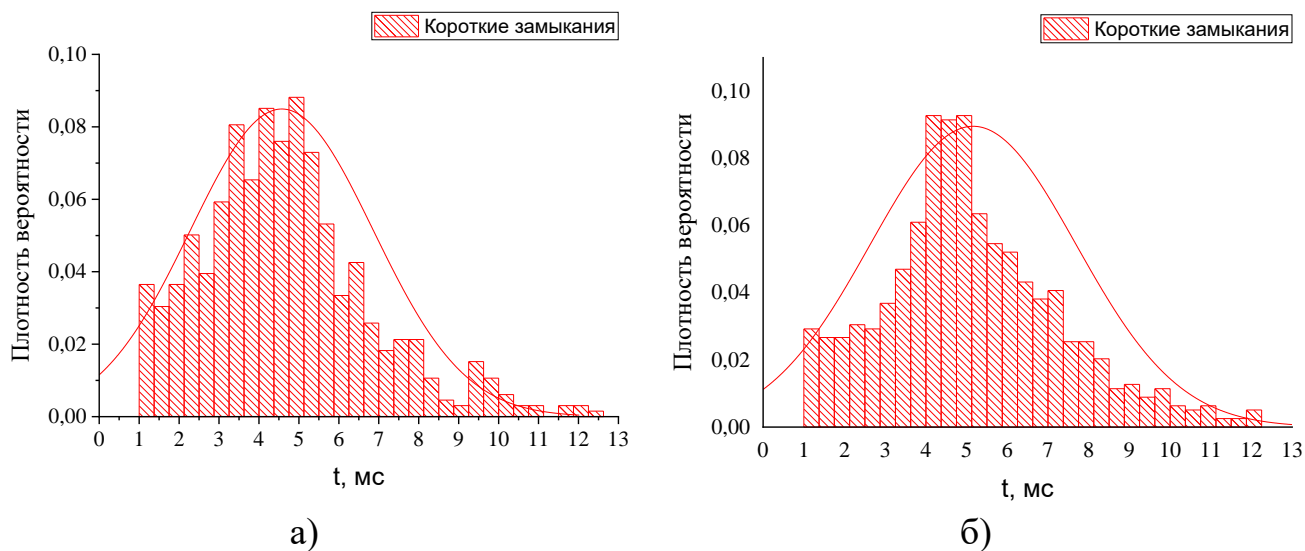 Короткие замыкания
0.10
0.08
0.06
0.04
0,02
0.00
Плотность вероятности
0 1 2 3 4 5 6 7 8 9 10 11 12 13
t, мс
а)
Короткие замыкания
0,10
0,08
0,06
0,04
0,02
0,00
Плотность вероятности
0 1 2 3 4 5 6 7 8 9 10 11 12 13
t, мс
б)